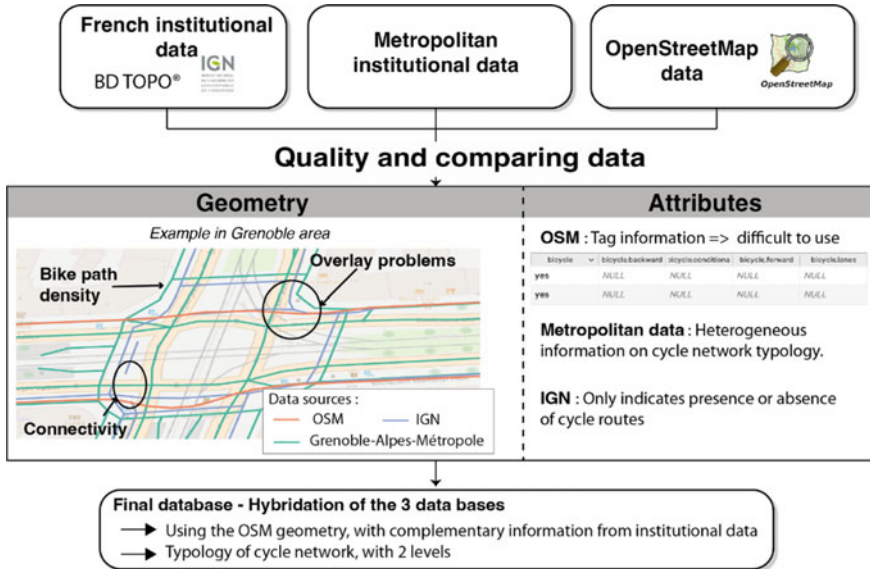 French institutional
data
BD TOPO®
IGN
Metropolitan
institutional data
OpenStreetMap
data
OpenStreetMap
Quality and comparing data
Geometry
Example in Grenoble area
Bike path
density
Overlay problems
Connectivity
Data sources :
OSM
IGN
Grenoble-Alpes-Métropole
Attributes
OSM : Tag information => difficult to use
bicycle bicycle.backward bicycle.conditiona bicycle.forward bicycle.lanes
yes NULL NULL NULL NULL
yes NULL NULL NULL NULL
Metropolitan data : Heterogeneous
information on cycle network typology.
IGN : Only indicates presence or absence
of cycle routes
Final database - Hybridation of the 3 data bases
Using the OSM geometry, with complementary information from institutional data
Typology of cycle network, with 2 levels